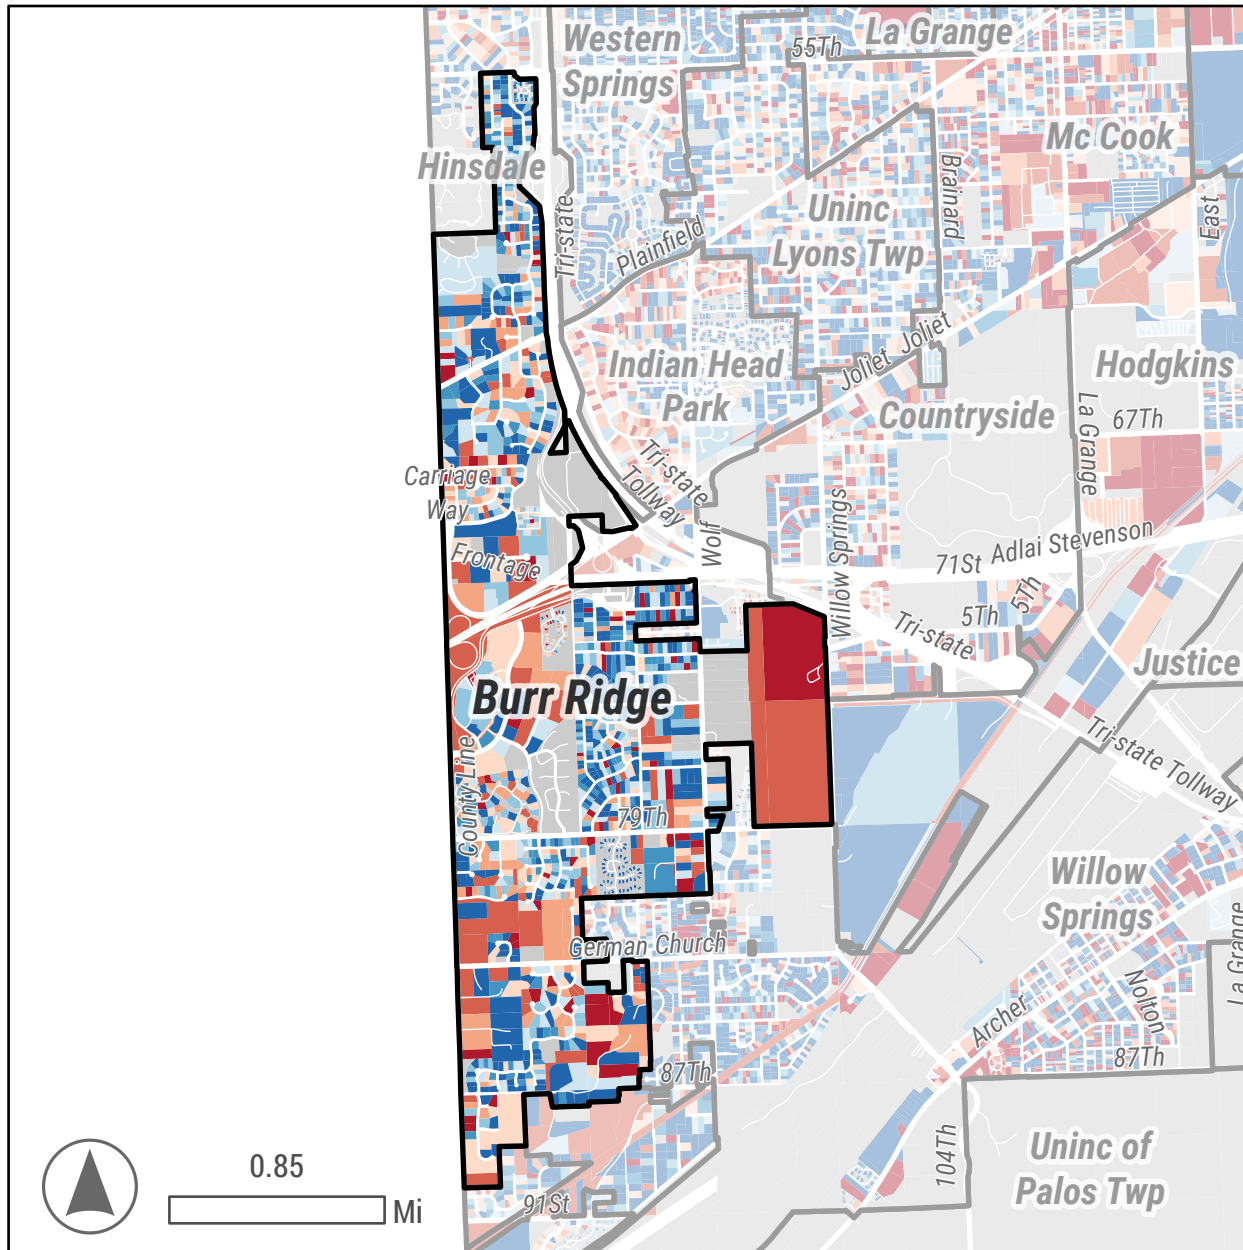 Western
Springs
La Grange
55Th
Mc Cook
Hinsdale
Brainard
East
Tri-state
Plainfield
Uninc
Lyons Twp
Indian Head
Park
Joliet
Joliet
Hodgkins
Countryside
La Grange
67Th
Carriage
Way
Tri-state
Tollway
Wolf
Willow Springs
Frontage
71St
Adlai Stevenson
5Th
5Th
Tri-state
Justice
Burr Ridge
County Line
Tri-state Tollway
79Th
Willow
Springs
German Church
La Grange
Nolton
Archer
87Th
87Th
104Th
Uninc of
Palos Twp
91St
0.85
Mi